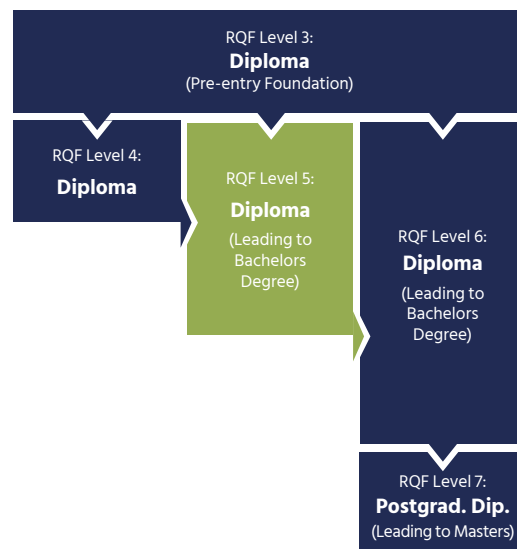 RQF Level 3:
Diploma
(Pre-entry Foundation)
RQF Level 4:
Diploma
RQF Level 5:
Diploma
(Leading to
Bachelors
Degree)
RQF Level 6:
Diploma
(Leading to
Bachelors
Degree)
RQF Level 7:
Postgrad. Dip.
(Leading to Masters)